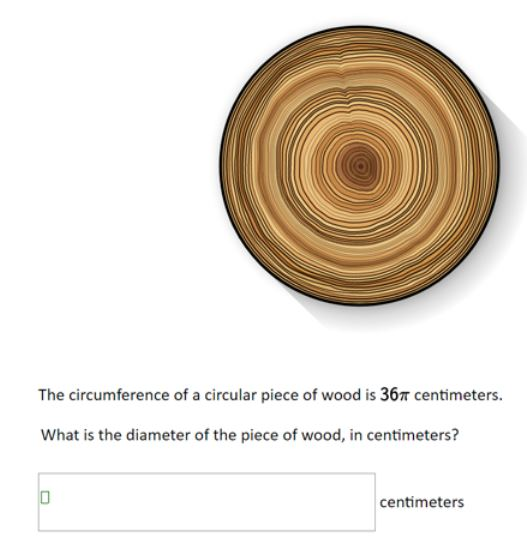 The circumference of a circular piece of wood is 36π centimeters.
What is the diameter of the piece of wood, in centimeters?
centimeters